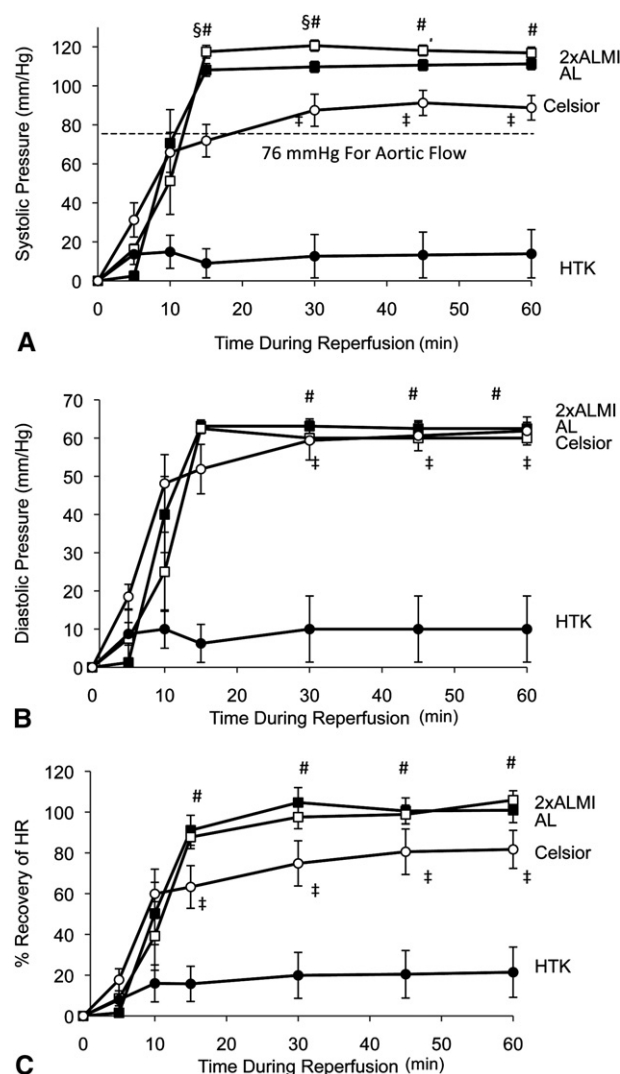 §# §# # #
120
100
80
60
40
20
0
Systolic Pressure (mm/Hg)
2xALMI
AL
Celsior
‡ ‡ ‡
76 mmHg For Aortic Flow
HTK
0 10 20 30 40 50 60
A Time During Reperfusion (min)
# # #
70
60
50
40
30
20
10
0
Diastolic Pressure (mm/Hg)
2xALMI
AL
Celsior
‡ ‡ ‡
HTK
0 10 20 30 40 50 60
B Time During Reperfusion (min)
# # # #
120
100
80
60
40
20
0
% Recovery of HR
2xALMI
AL
Celsior
‡ ‡ ‡ ‡
HTK
0 10 20 30 40 50 60
C Time During Reperfusion (min)